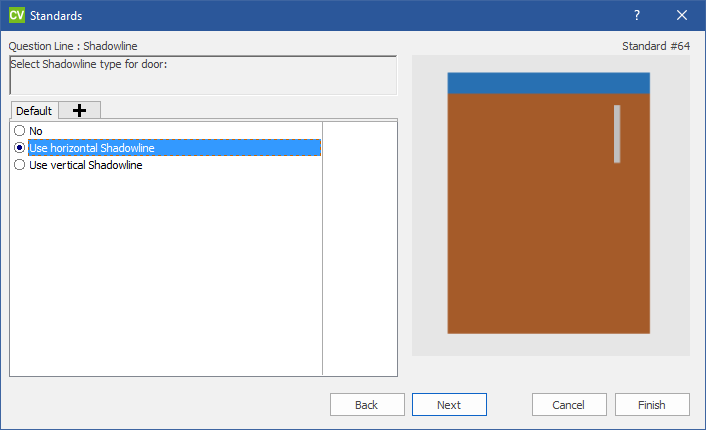 CV Standards ?
Question Line : Shadowline Standard #64
Select Shadowline type for door:
Default
No
Use horizontal Shadowline
Use vertical Shadowline
Back Next Cancel Finish